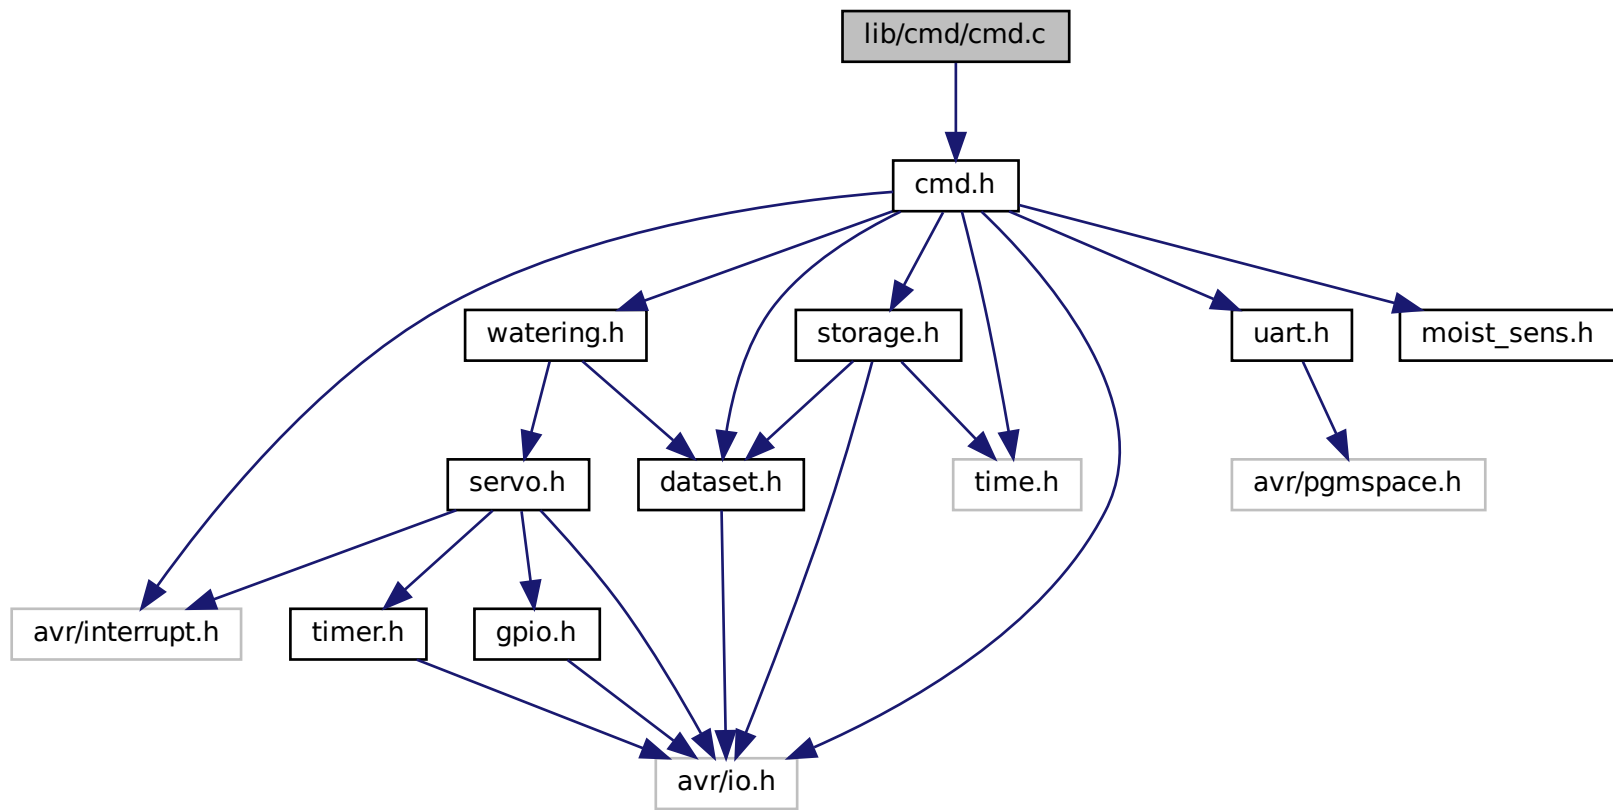 lib/cmd/cmd.c
cmd.h
watering.h
storage.h
uart.h
moist_sens.h
servo.h
dataset.h
time.h
avr/pgmspace.h
avr/interrupt.h
timer.h
gpio.h
avr/io.h